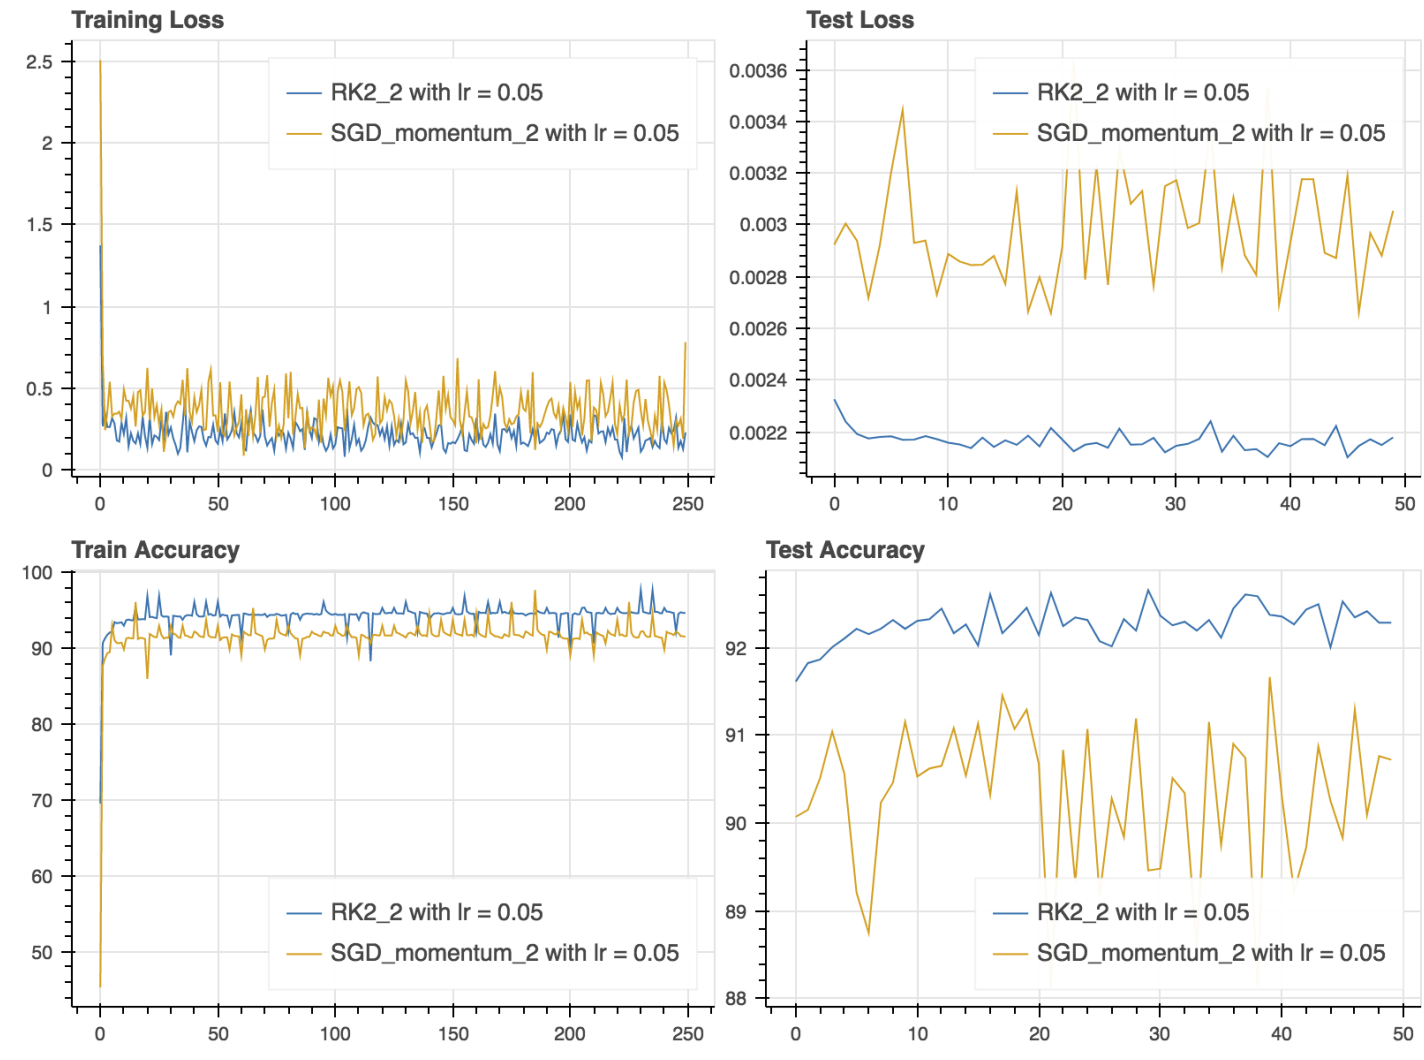 Training Loss
2.5
2
1.5
1
0.5
0
0 50 100 150 200 250
RK2_2 with lr = 0.05
SGD_momentum_2 with lr = 0.05
Test Loss
0.0036
0.0034
0.0032
0.003
0.0028
0.0026
0.0024
0.0022
0 10 20 30 40 50
RK2_2 with lr = 0.05
SGD_momentum_2 with lr = 0.05
Train Accuracy
100
90
80
70
60
50
0 50 100 150 200 250
RK2_2 with lr = 0.05
SGD_momentum_2 with lr = 0.05
Test Accuracy
92
91
90
89
88
0 10 20 30 40 50
RK2_2 with lr = 0.05
SGD_momentum_2 with lr = 0.05